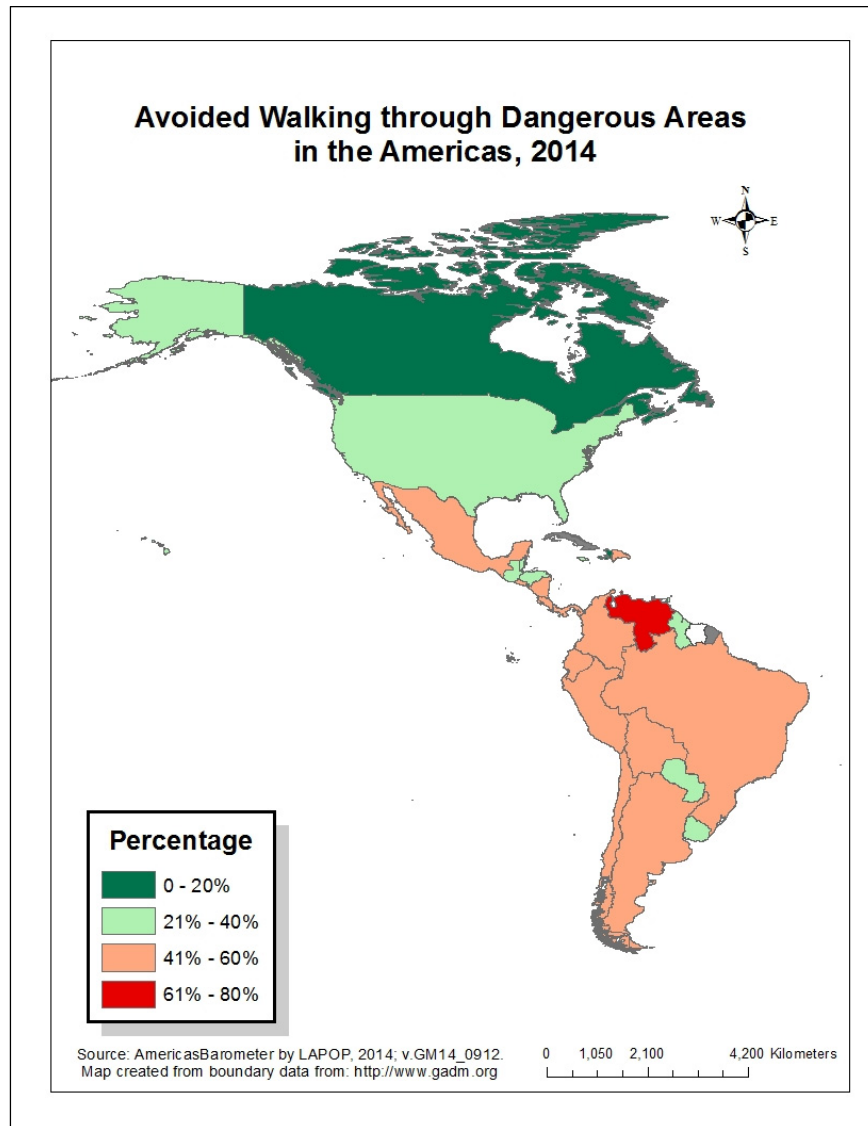 Avoided Walking through Dangerous Areas
in the Americas, 2014
N
W E
S
Percentage
0 - 20%
21% - 40%
41% - 60%
61% - 80%
Source: AmericasBarometer by LAPOP, 2014; v.GM14_0912.
Map created from boundary data from: http://www.gadm.org
0 1,050 2,100 4,200 Kilometers